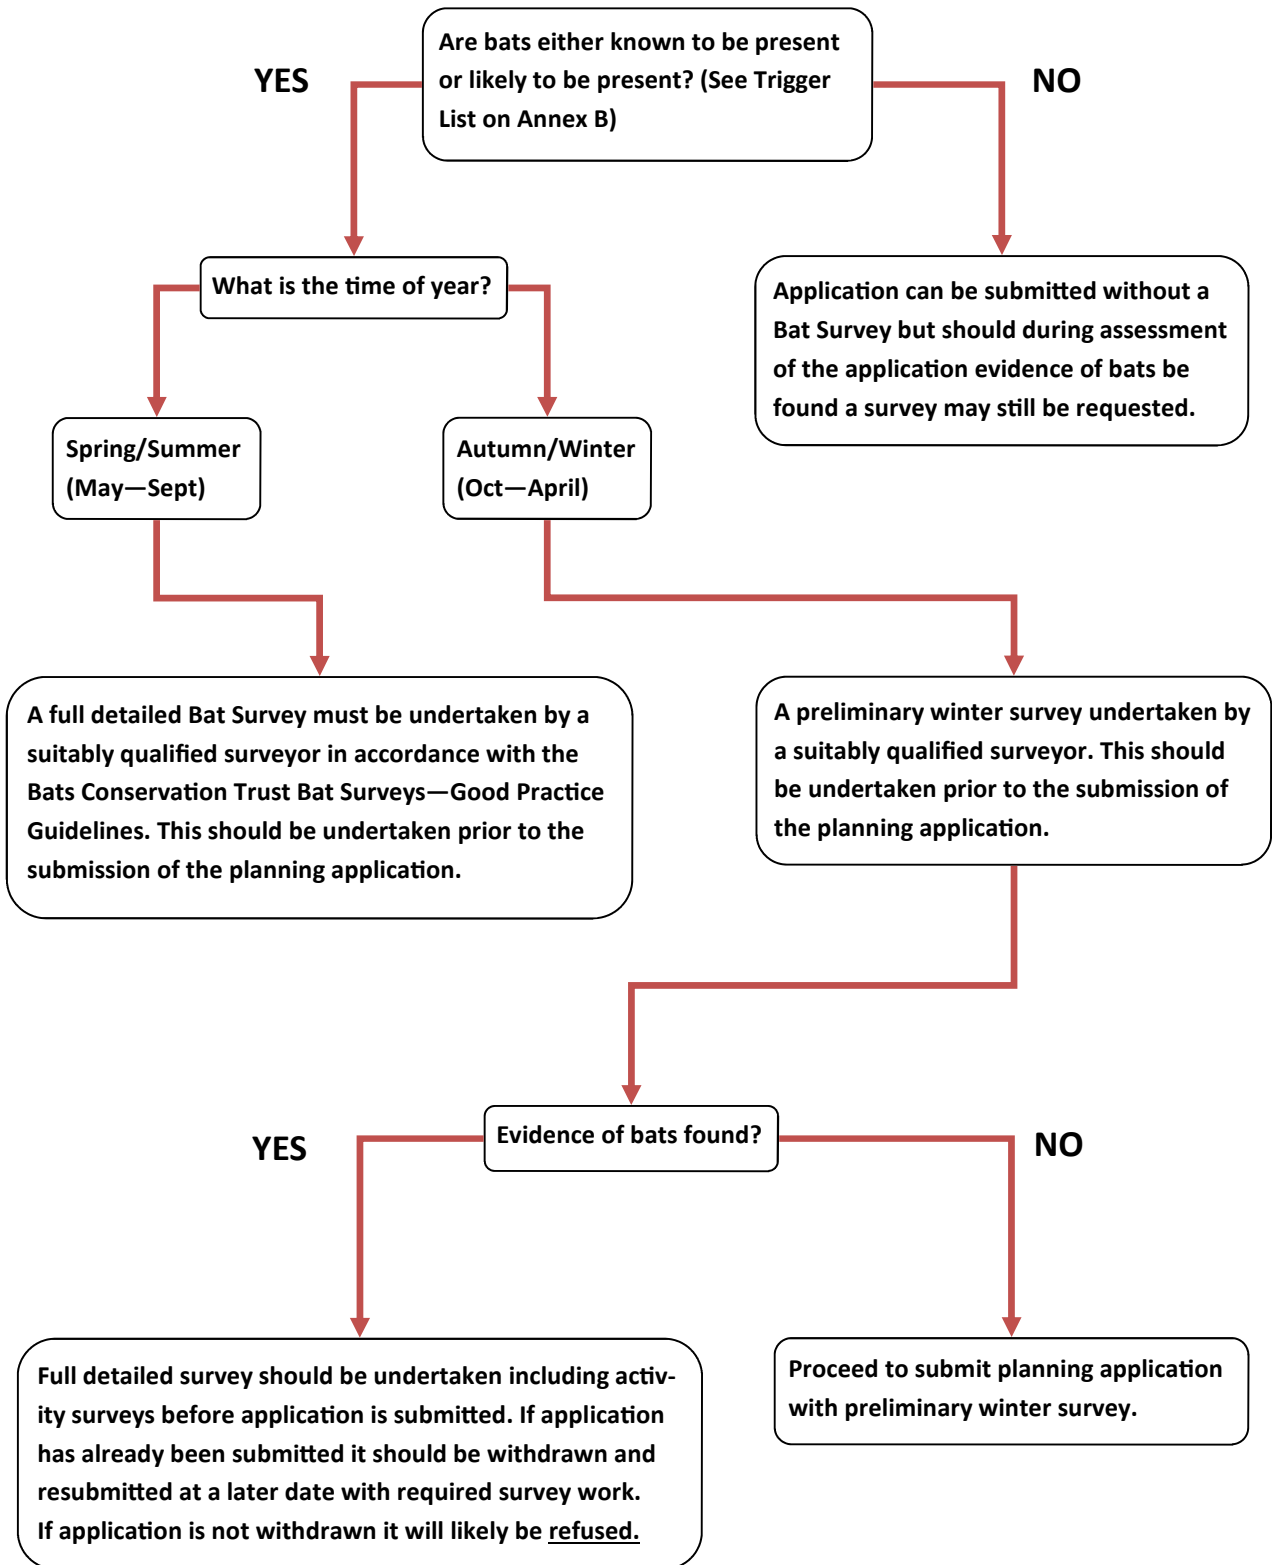 Are bats either known to be present
or likely to be present? (See Trigger
List on Annex B)
YES
NO
What is the time of year?
Application can be submitted without a
Bat Survey but should during assessment
of the application evidence of bats be
found a survey may still be requested.
Spring/Summer
(May—Sept)
Autumn/Winter
(Oct—April)
A full detailed Bat Survey must be undertaken by a
suitably qualified surveyor in accordance with the
Bats Conservation Trust Bat Surveys—Good Practice
Guidelines. This should be undertaken prior to the
submission of the planning application.
A preliminary winter survey undertaken by
a suitably qualified surveyor. This should
be undertaken prior to the submission of
the planning application.
Evidence of bats found?
YES
NO
Full detailed survey should be undertaken including activ-
ity surveys before application is submitted. If application
has already been submitted it should be withdrawn and
resubmitted at a later date with required survey work.
If application is not withdrawn it will likely be refused.
Proceed to submit planning application
with preliminary winter survey.